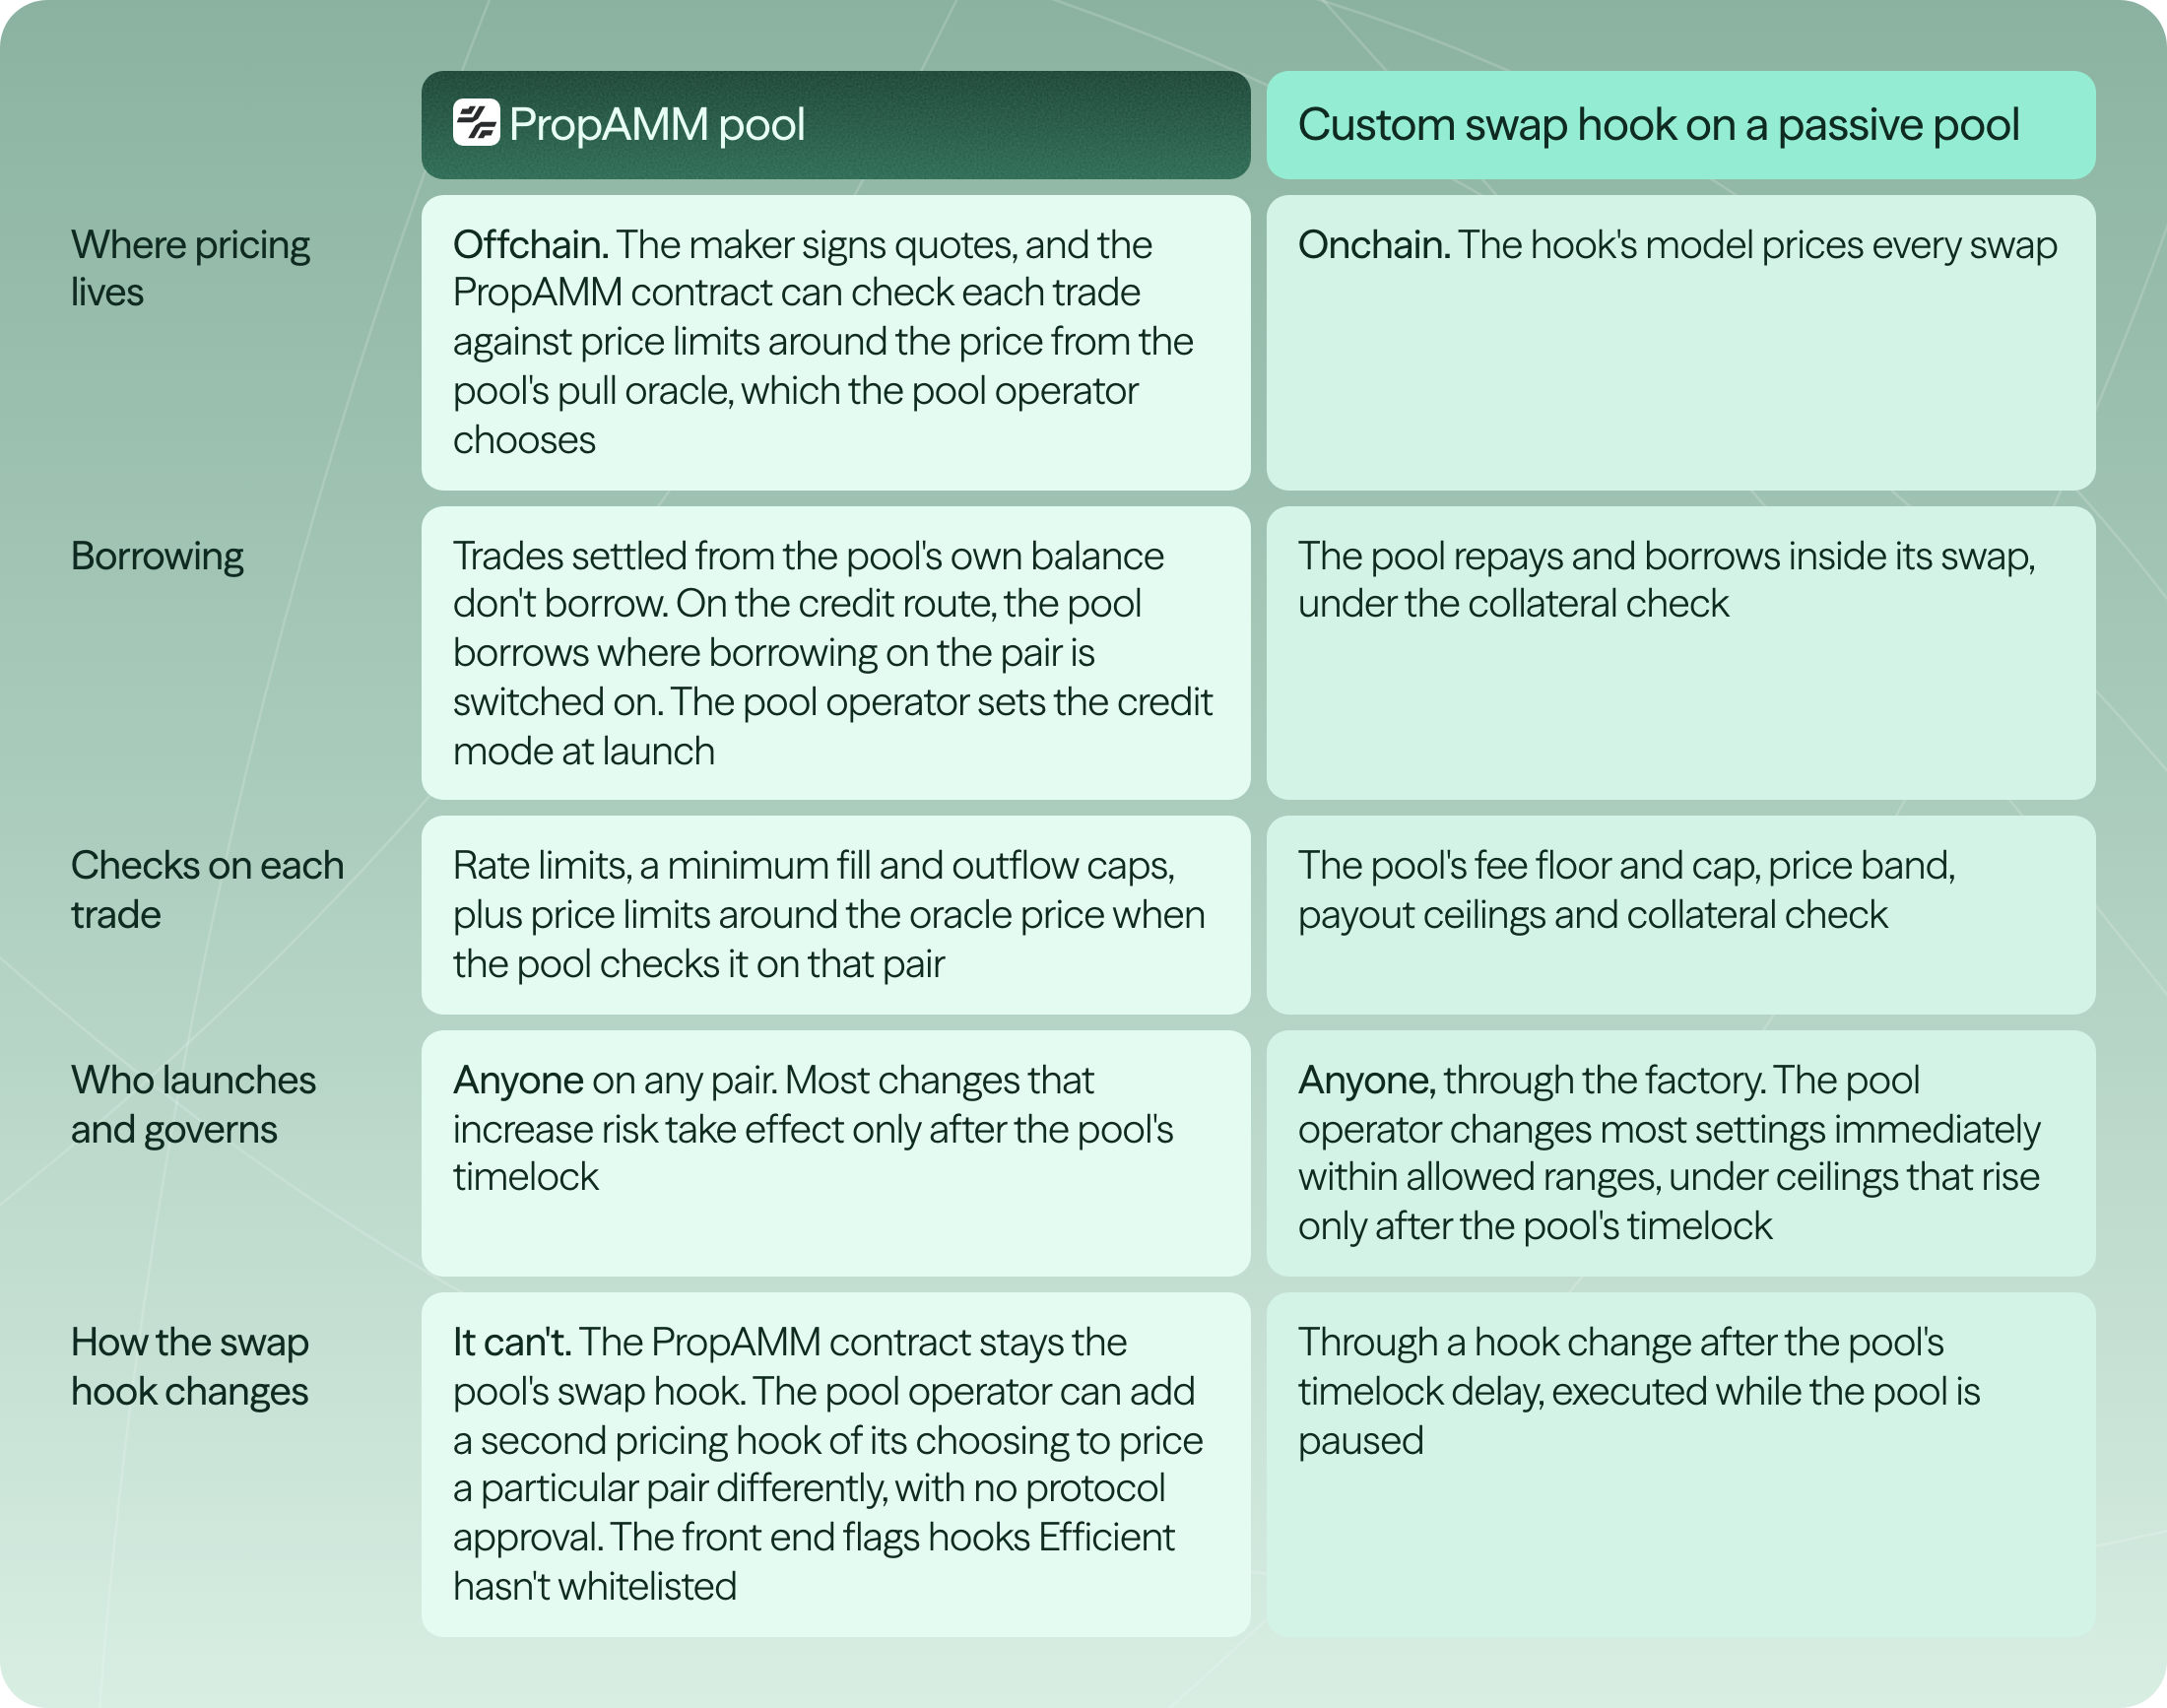 PropAMM pool
Custom swap hook on a passive pool
Where pricing
lives
Offchain. The maker signs quotes, and the
PropAMM contract can check each trade
against price limits around the price from the
pool's pull oracle, which the pool operator
chooses
Onchain. The hook's model prices every swap
Borrowing
Trades settled from the pool's own balance
don't borrow. On the credit route, the pool
borrows where borrowing on the pair is
switched on. The pool operator sets the credit
mode at launch
The pool repays and borrows inside its swap,
under the collateral check
Checks on each
trade
Rate limits, a minimum fill and outflow caps,
plus price limits around the oracle price when
the pool checks it on that pair
The pool's fee floor and cap, price band,
payout ceilings and collateral check
Who launches
and governs
Anyone on any pair. Most changes that
increase risk take effect only after the pool's
timelock
Anyone, through the factory. The pool
operator changes most settings immediately
within allowed ranges, under ceilings that rise
only after the pool's timelock
How the swap
hook changes
It can't. The PropAMM contract stays the
pool's swap hook. The pool operator can add
a second pricing hook of its choosing to price
a particular pair differently, with no protocol
approval. The front end flags hooks Efficient
hasn't whitelisted
Through a hook change after the pool's
timelock delay, executed while the pool is
paused